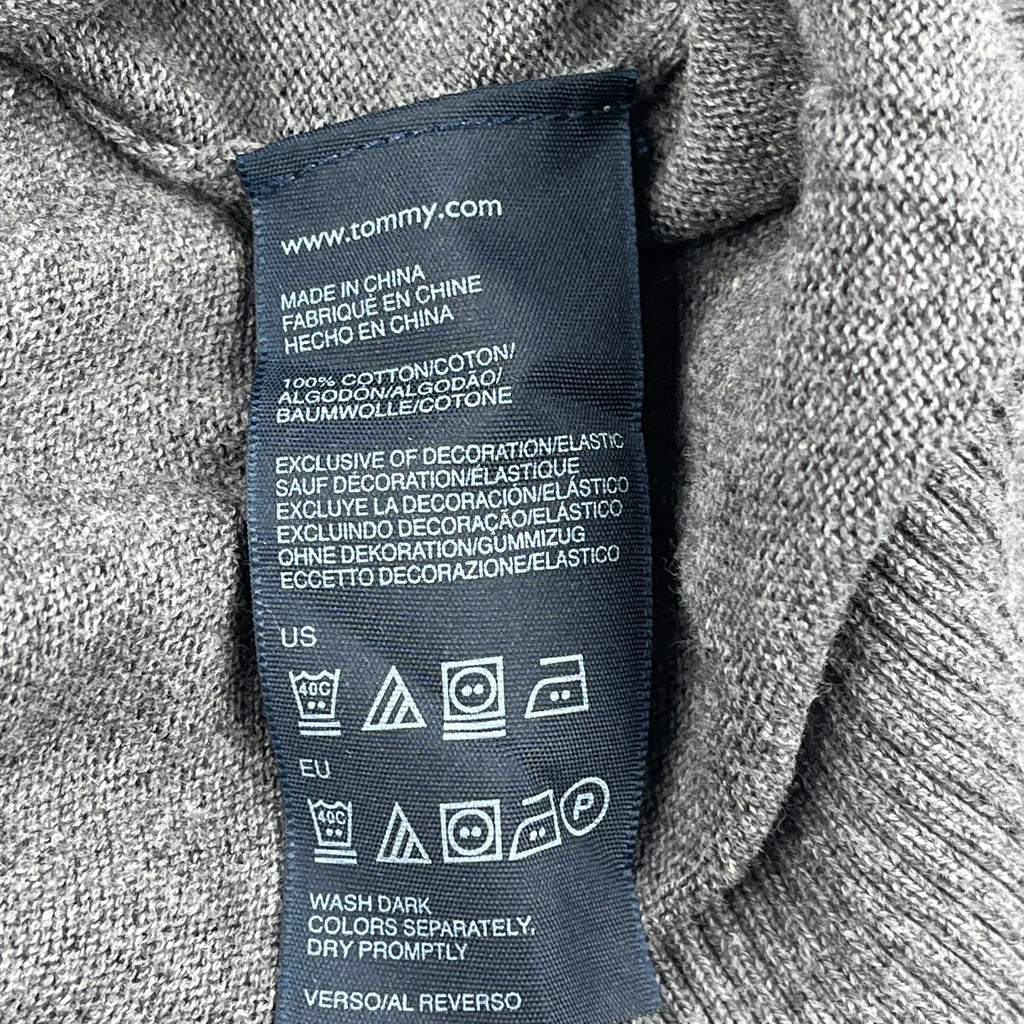 www.tommy.com
MADE IN CHINA
FABRIQUE EN CHINE
HECHO EN CHINA
100% COTTON/COTON/
ALGODÓN/ALGODÃO/
BAUMWOLLE/COTONE
EXCLUSIVE OF DECORATION/ELASTIC
SAUF DÉCORATION/ÉLASTIQUE
EXCLUYE LA DECORACIÓN/ELÁSTICO
EXCLUINDO DECORAÇÃO/ELÁSTICO
OHNE DEKORATION/GUMMIZUG
ECCETTO DECORAZIONE/ELASTICO
US
40C
EU
40C P
WASH DARK
COLORS SEPARATELY,
DRY PROMPTLY
VERSO/AL REVERSO